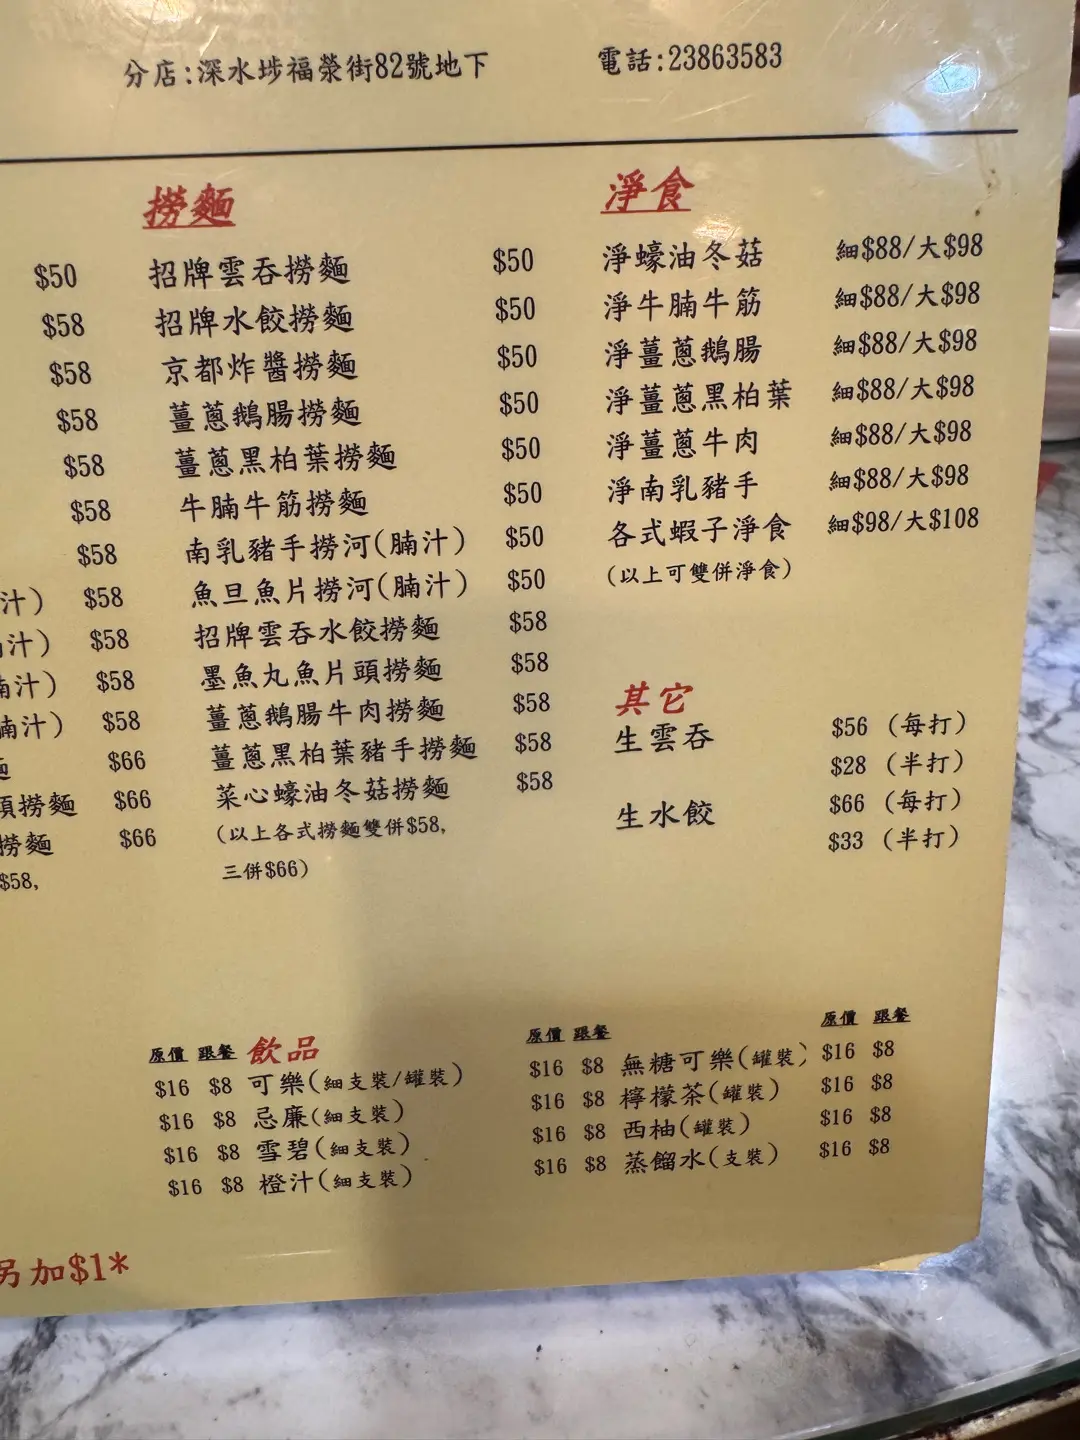 分店:深水埗福榮街82號地下 電話:23863583
撈麵
$50 招牌雲吞撈麵 $50
$58 招牌水餃撈麵 $50
$58 京都炸醬撈麵 $50
$58 薑蔥鵝腸撈麵 $50
$58 薑蔥黑柏葉撈麵 $50
$58 牛腩牛筋撈麵 $50
$58 南乳豬手撈河(腩汁) $50
汁) $58 魚旦魚片撈河(腩汁) $50
汁) $58 招牌雲吞水餃撈麵 $58
腩汁) $58 墨魚丸魚片頭撈麵 $58
腩汁) $58 薑蔥鵝腸牛肉撈麵 $58
麵 $66 薑蔥黑柏葉豬手撈麵 $58
頭撈麵 $66 菜心蠔油冬菇撈麵 $58
撈麵 $66 (以上各式撈麵雙併$58,
$58, 三併$66)
淨食
淨蠔油冬菇 細$88/大$98
淨牛腩牛筋 細$88/大$98
淨薑蔥鵝腸 細$88/大$98
淨薑蔥黑柏葉 細$88/大$98
淨薑蔥牛肉 細$88/大$98
淨南乳豬手 細$88/大$98
各式蝦子淨食 細$98/大$108
(以上可雙併淨食)
其它
生雲吞 $56 (每打)
$28 (半打)
生水餃 $66 (每打)
$33 (半打)
原價 跟餐 飲品 原價 跟餐 原價 跟餐
$16 $8 可樂(細支裝/罐裝) $16 $8 無糖可樂(罐裝) $16 $8
$16 $8 忌廉(細支裝) $16 $8 檸檬茶(罐裝) $16 $8
$16 $8 雪碧(細支裝) $16 $8 西柚(罐裝) $16 $8
$16 $8 橙汁(細支裝) $16 $8 蒸餾水(支裝) $16 $8
另加$1*